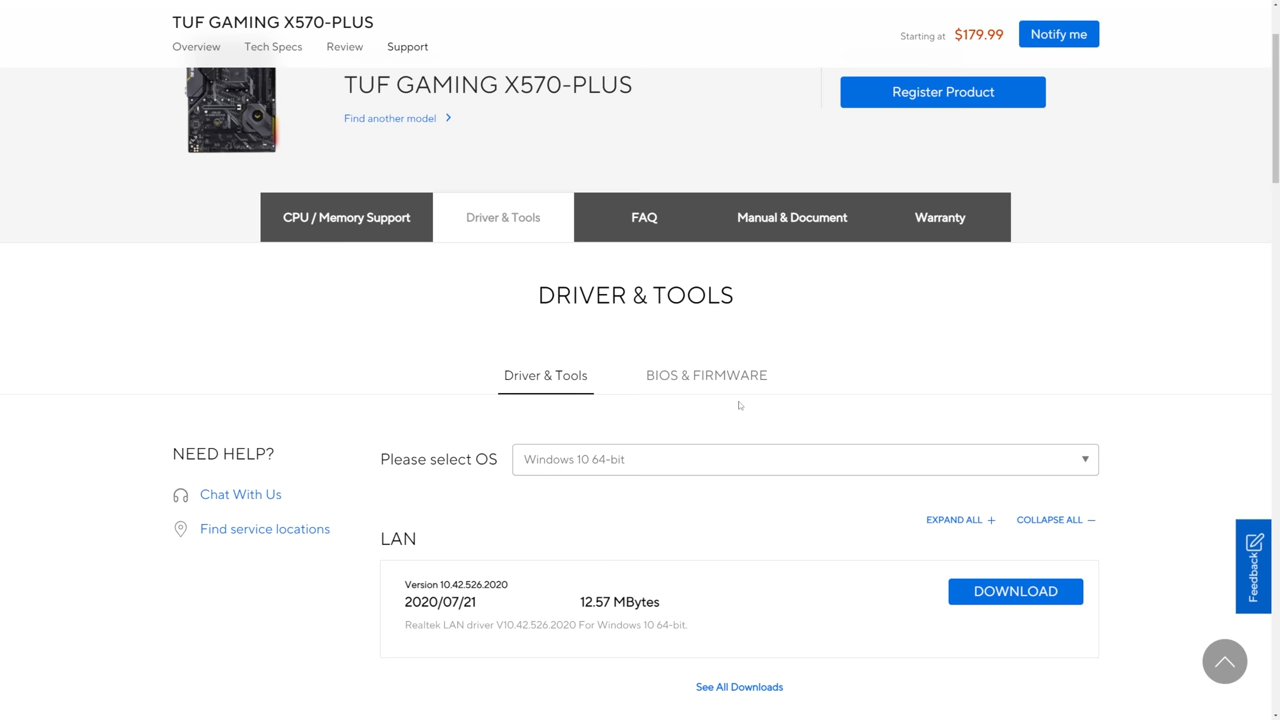 TUF GAMING X570-PLUS
Starting at $179.99 Notify me
Overview Tech Specs Review Support
TUF GAMING X570-PLUS
Register Product
Find another model
CPU / Memory Support Driver & Tools FAQ Manual & Document Warranty
DRIVER & TOOLS
Driver & Tools BIOS & FIRMWARE
NEED HELP?
Please select OS Windows 10 64-bit
Chat With Us
Find service locations
EXPAND ALL + COLLAPSE ALL −
LAN
Feedback
Version 10.42.526.2020
2020/07/21 12.57 MBytes
DOWNLOAD
Realtek LAN driver V10.42.526.2020 For Windows 10 64-bit.
See All Downloads